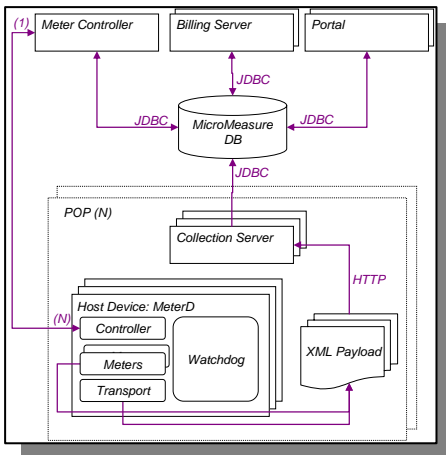 (1)
Meter Controller
Billing Server
Portal
JDBC
JDBC
JDBC
MicroMeasure
DB
JDBC
POP (N)
Collection Server
HTTP
(N)
Host Device: MeterD
Controller
Meters
Transport
Watchdog
XML Payload